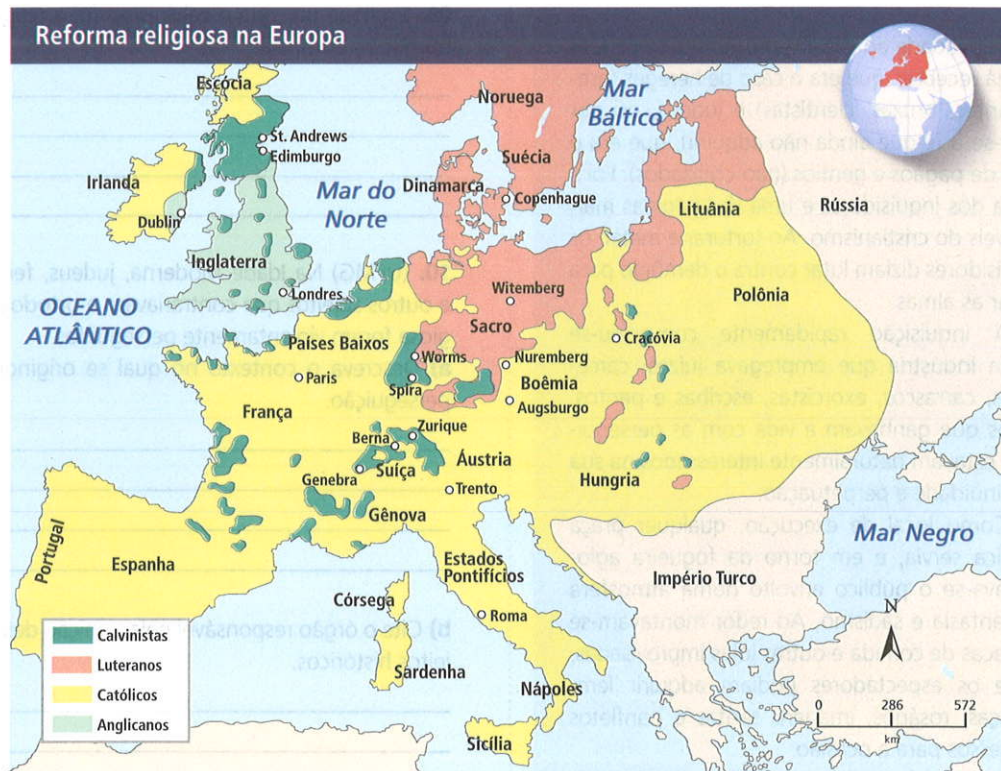 Reforma religiosa na Europa
Escócia
St. Andrews
Edimburgo
Irlanda
Dublin
Inglaterra
Londres
Mar do
Norte
Noruega
Suécia
Dinamarca
Copenhague
Mar
Báltico
Lituânia
Rússia
OCEANO
ATLÂNTICO
Países Baixos
Witemberg
Sacro
Polônia
Worms
Spira
Nuremberg
Cracóvia
Boêmia
Augsburgo
Paris
França
Zurique
Berna
Suíça
Áustria
Genebra
Trento
Hungria
Gênova
Portugal
Espanha
Estados
Pontifícios
Córsega
Roma
Império Turco
Mar Negro
Sardenha
Nápoles
Sicília
Calvinistas
Luteranos
Católicos
Anglicanos
N
0 286 572
km